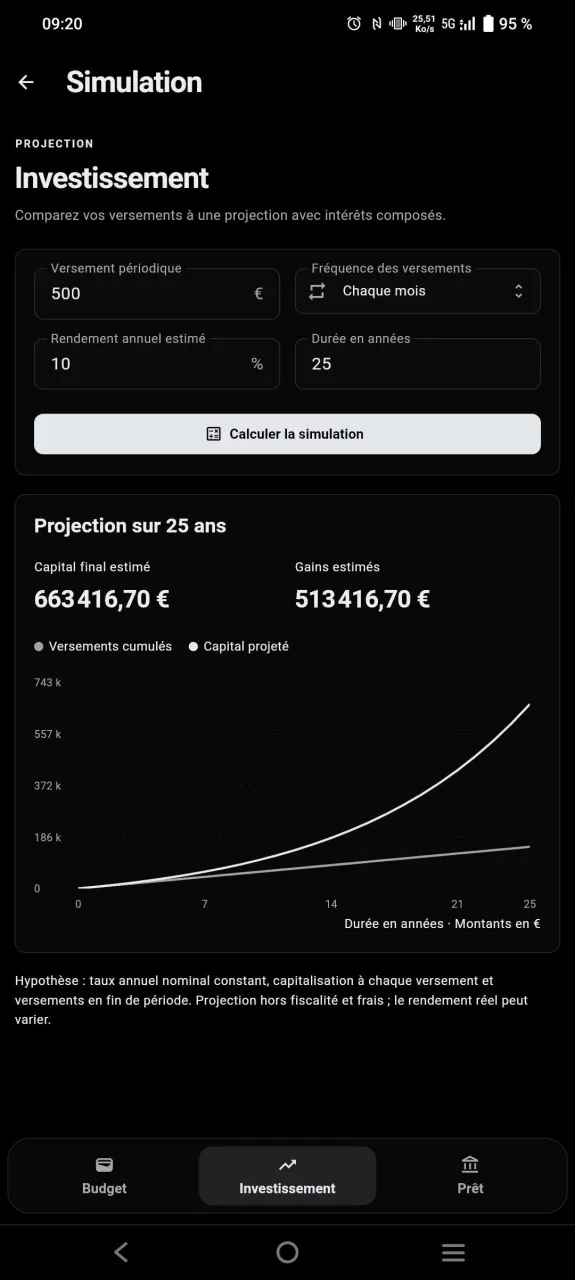 09:20
25,51
Ko/s
5G
95 %
Simulation
PROJECTION
Investissement
Comparez vos versements à une projection avec intérêts composés.
Versement périodique
500 €
Fréquence des versements
Chaque mois
Rendement annuel estimé
10 %
Durée en années
25
Calculer la simulation
Projection sur 25 ans
Capital final estimé
663 416,70 €
Gains estimés
513 416,70 €
Versements cumulés
Capital projeté
743 k
557 k
372 k
186 k
0
0 7 14 21 25
Durée en années · Montants en €
Hypothèse : taux annuel nominal constant, capitalisation à chaque versement et
versements en fin de période. Projection hors fiscalité et frais ; le rendement réel peut
varier.
Budget
Investissement
Prêt